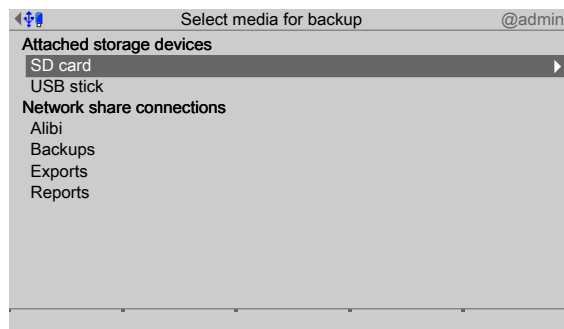 Select media for backup @admin
Attached storage devices
SD card
USB stick
Network share connections
Alibi
Backups
Exports
Reports